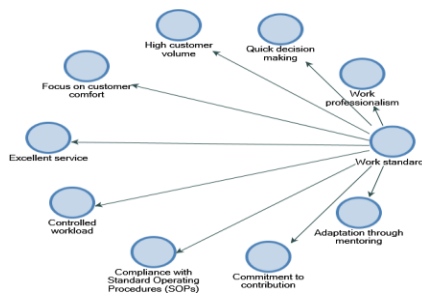 High customer
volume
Quick decision
making
Focus on customer
comfort
Work
professionalism
Excellent service
Work standard
Controlled
workload
Adaptation through
mentoring
Compliance with
Standard Operating
Procedures (SOPs)
Commitment to
contribution